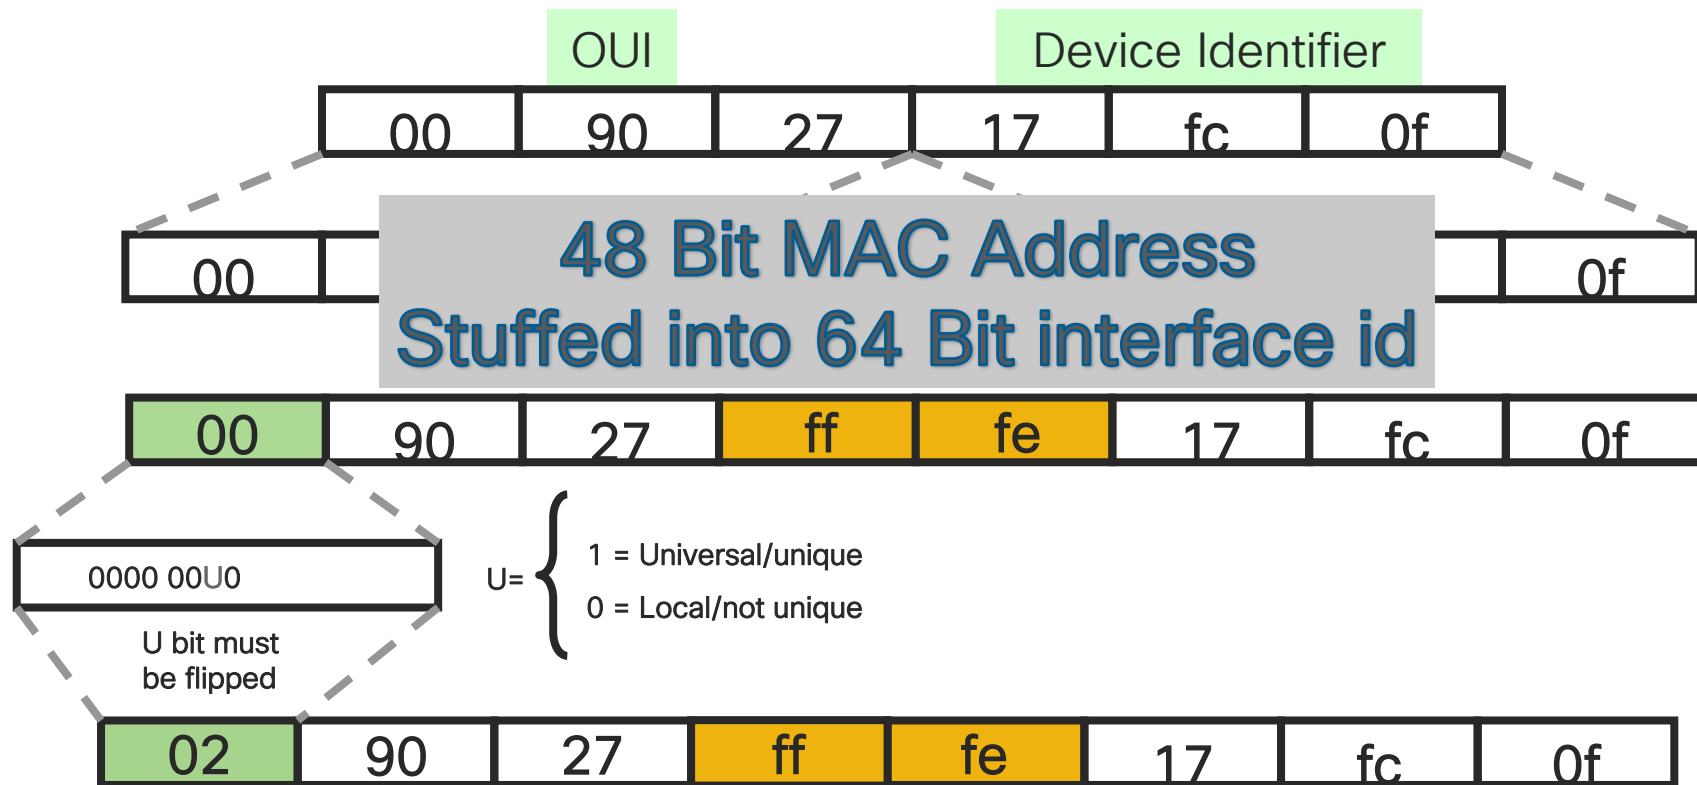 OUI Device Identifier
00 90 27 17 fc 0f
48 Bit MAC Address
00 0f
Stuffed into 64 Bit interface id
00 90 27 ff fe 17 fc 0f
0000 00U0
U=
1 = Universal/unique
0 = Local/not unique
U bit must
be flipped
02 90 27 ff fe 17 fc 0f